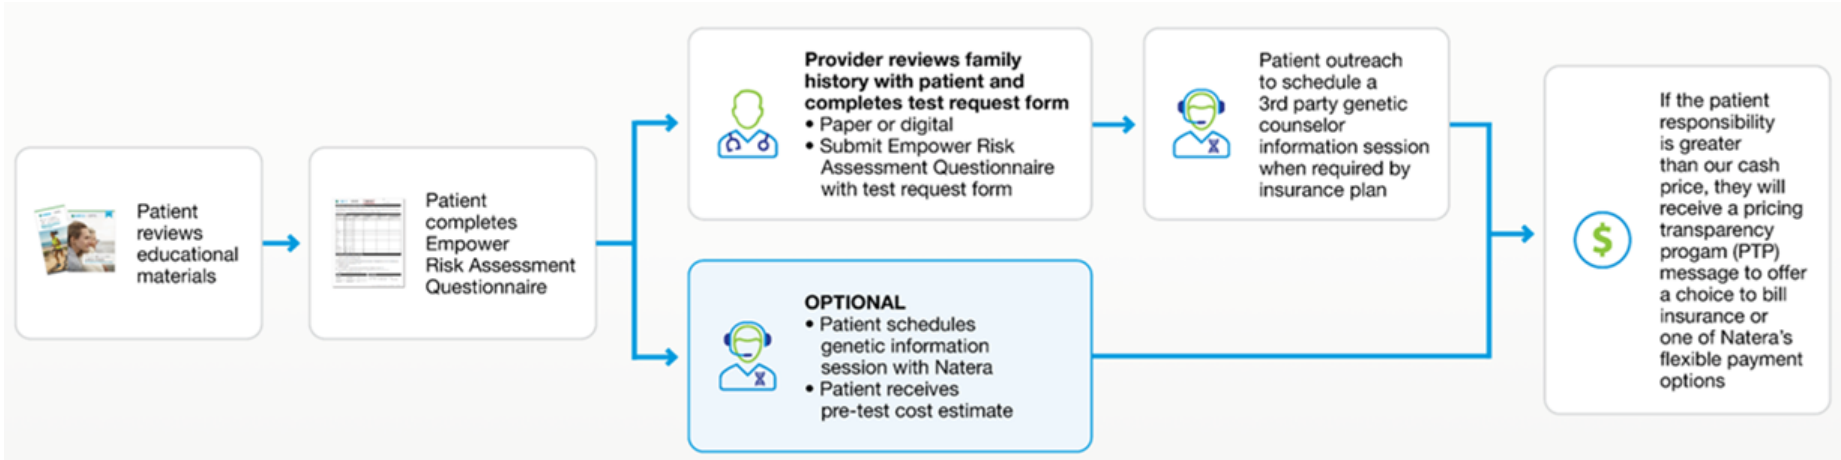 Patient
reviews
educational
materials
Patient
completes
Empower
Risk Assessment
Questionnaire
Provider reviews family
history with patient and
completes test request form
• Paper or digital
• Submit Empower Risk
Assessment Questionnaire
with test request form
Patient outreach
to schedule a
3rd party genetic
counselor
information session
when required by
insurance plan
OPTIONAL
• Patient schedules
genetic information
session with Natera
• Patient receives
pre-test cost estimate
$
If the patient
responsibility
is greater
than our cash
price, they will
receive a pricing
transparency
progam (PTP)
message to offer
a choice to bill
insurance or
one of Natera's
flexible payment
options